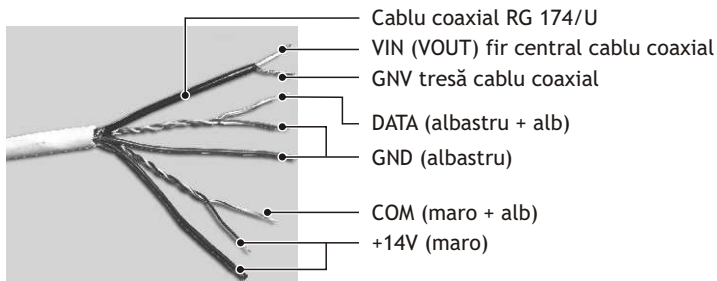 Cablu coaxial RG 174/U
VIN (VOUT) fir central cablu coaxial
GNV tresă cablu coaxial
DATA (albastru + alb)
GND (albastru)
COM (maro + alb)
+14V (maro)